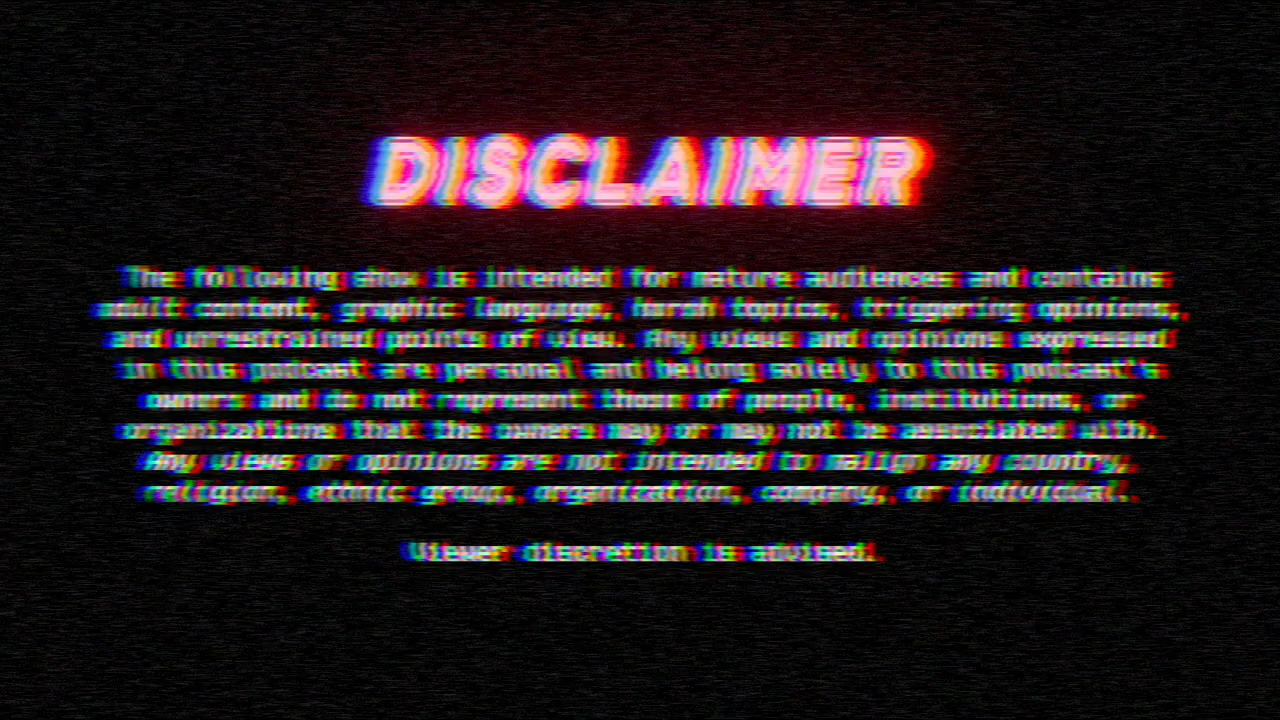 DISCLAIMER
The following show is intended for mature audiences and contains
adult content, graphic language, harsh topics, triggering opinions,
and unrestrained points of view. Any views and opinions expressed
in this podcast are personal and belong solely to this podcast's
owners and do not represent those of people, institutions, or
organizations that the owners may or may not be associated with.
Any views or opinions are not intended to malign any country,
religion, ethnic group, organization, company, or individual.
Viewer discretion is advised.